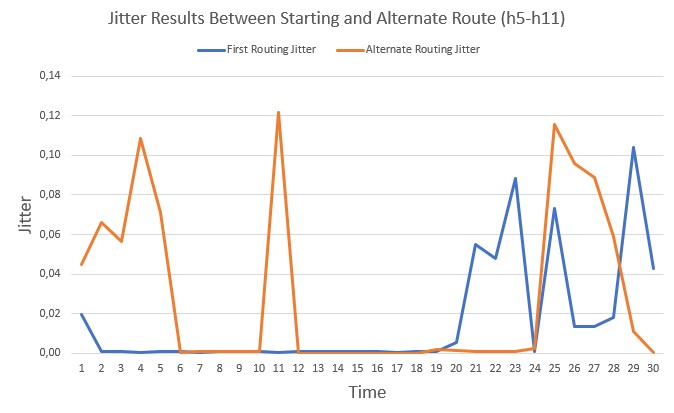 Jitter Results Between Starting and Alternate Route (h5-h11)
First Routing Jitter Alternate Routing Jitter
0,14
0,12
0,10
0,08
0,06
0,04
0,02
0,00
Jitter
1 2 3 4 5 6 7 8 9 10 11 12 13 14 15 16 17 18 19 20 21 22 23 24 25 26 27 28 29 30
Time